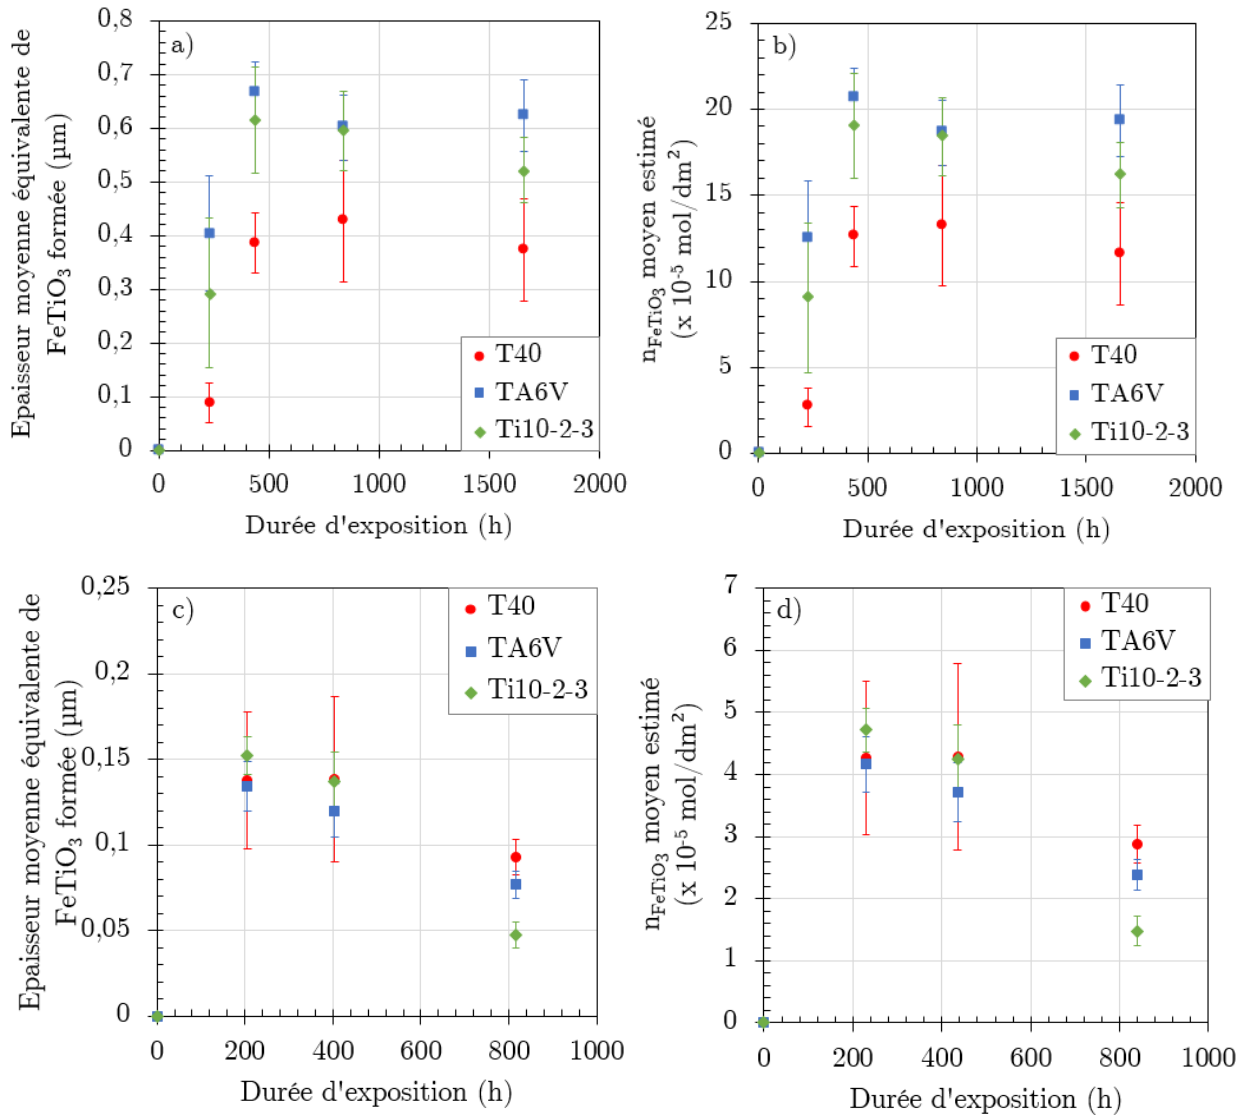 a)
Epaisseur moyenne équivalente de
FeTiO3 formée (µm)
0,8
0,7
0,6
0,5
0,4
0,3
0,2
0,1
0
T40
TA6V
Ti10-2-3
0 500 1000 1500 2000
Durée d'exposition (h)
b)
nFeTiO3 moyen estimé
(x 10-5 mol/dm2)
25
20
15
10
5
0
T40
TA6V
Ti10-2-3
0 500 1000 1500 2000
Durée d'exposition (h)
c)
Epaisseur moyenne équivalente de
FeTiO3 formée (µm)
0,25
0,2
0,15
0,1
0,05
0
T40
TA6V
Ti10-2-3
0 200 400 600 800 1000
Durée d'exposition (h)
d)
nFeTiO3 moyen estimé
(x 10-5 mol/dm2)
7
6
5
4
3
2
1
0
T40
TA6V
Ti10-2-3
0 200 400 600 800 1000
Durée d'exposition (h)